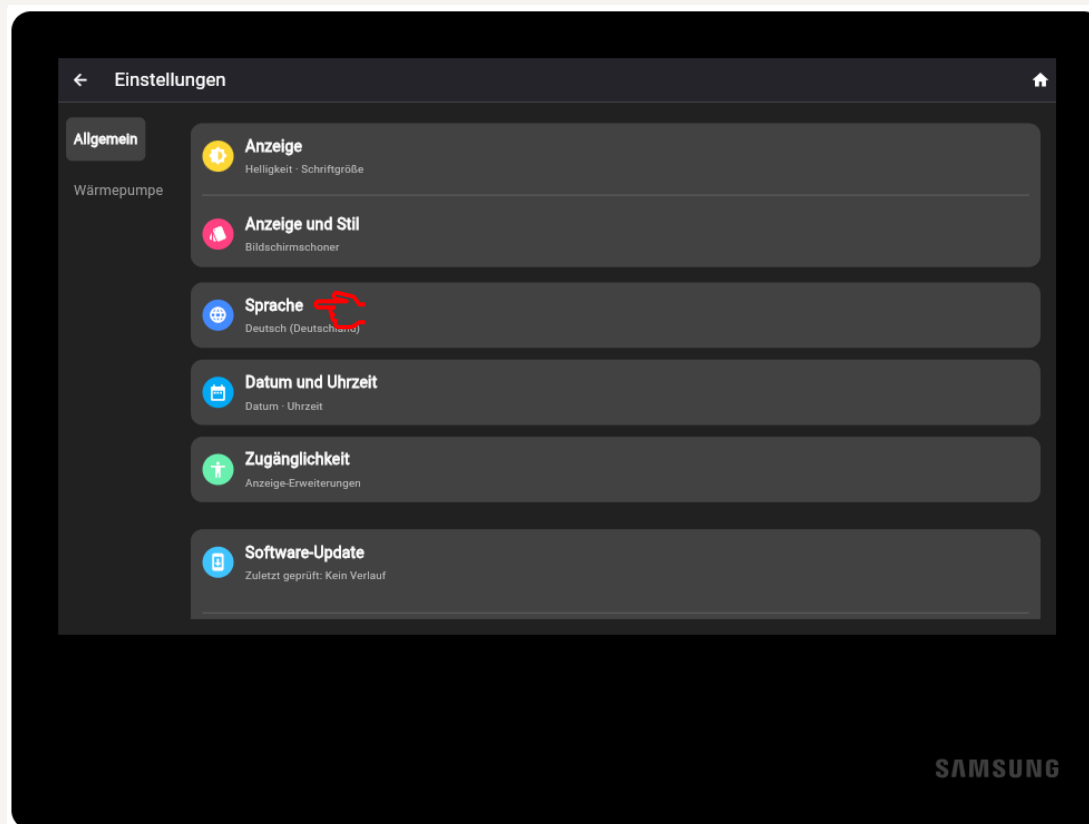 Einstellungen
Allgemein
Wärmepumpe
Anzeige
Helligkeit · Schriftgröße
Anzeige und Stil
Bildschirmschoner
Sprache
Deutsch (Deutschland)
Datum und Uhrzeit
Datum · Uhrzeit
Zugänglichkeit
Anzeige-Erweiterungen
Software-Update
Zuletzt geprüft: Kein Verlauf
SAMSUNG